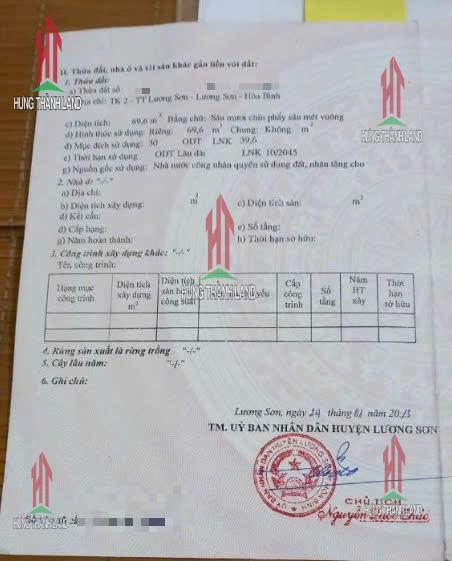 II. Thửa đất, nhà ở và tài sản khác gắn liền với đất:
1. Thửa đất:
a) Thửa đất số:
Địa chỉ: TK 2 - TT Lương Sơn - Lương Sơn - Hòa Bình
c) Diện tích: 69,6 m² Bằng chữ: Sáu mươi chín phẩy sáu mét vuông
d) Hình thức sử dụng: Riêng: 69,6 m² Chung: Không m²
đ) Mục đích sử dụng: 30 ODT LNK 39,6
e) Thời hạn sử dụng ODT Lâu dài LNK 10/2045
g) Nguồn gốc sử dụng: Nhà nước công nhận quyền sử dụng đất, nhận tặng cho
2. Nhà ở: "-/-"
a) Địa chỉ:
b) Diện tích xây dựng: m² c) Diện tích sàn: m²
d) Kết cấu:
đ) Cấp hạng: e) Số tầng:
g) Năm hoàn thành: h) Thời hạn sở hữu:
3. Công trình xây dựng khác: "-/-"
Tên công trình:
Hạng mục công trình
Diện tích xây dựng m²
Diện tích sàn công suất
yếu
Cấp công trình
Số tầng
Năm HT xây
Thời hạn sở hữu
4. Rừng sản xuất là rừng trồng "-/-"
5. Cây lâu năm: "-/-"
6. Ghi chú:
Lương Sơn, ngày 24 tháng 01 năm 2013
TM. UỶ BAN NHÂN DÂN HUYỆN LƯƠNG SƠN
CHỦ TỊCH
HUNG THANH LAND
HUNG THANH LAND
HUNG THANH LAND
HUNG THANH LAND
HUNG THANH LAND